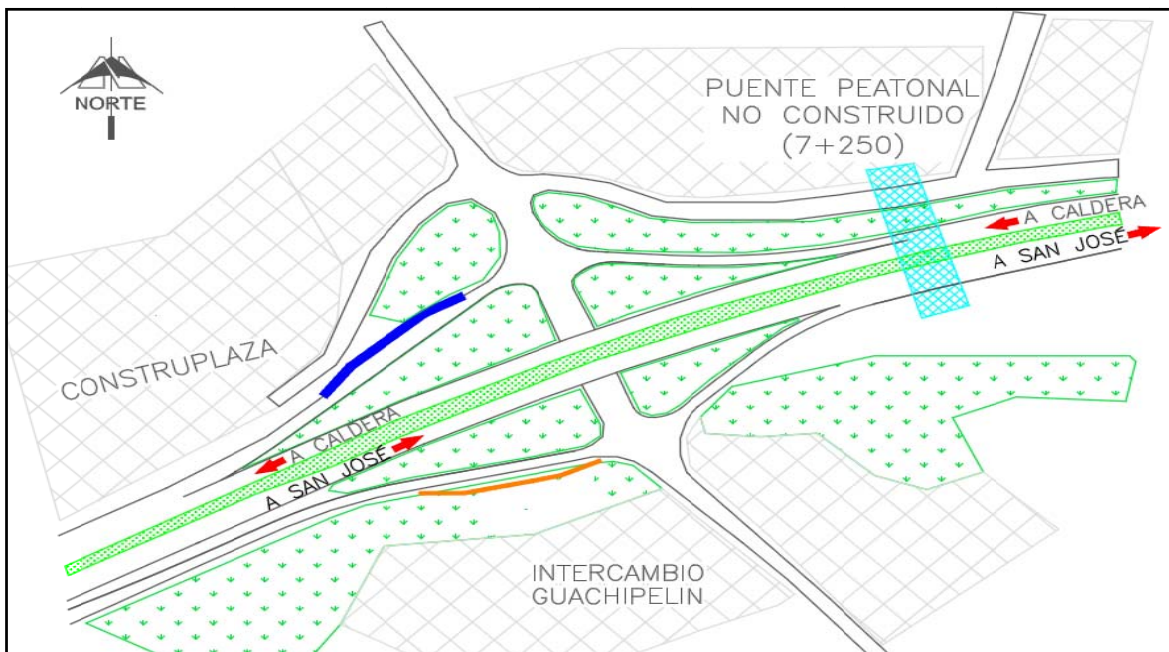 NORTE
PUENTE PEATONAL
NO CONSTRUIDO
(7+250)
A CALDERA
A SAN JOSÉ
CONSTRUPLAZA
A CALDERA
A SAN JOSÉ
INTERCAMBIO
GUACHIPELIN